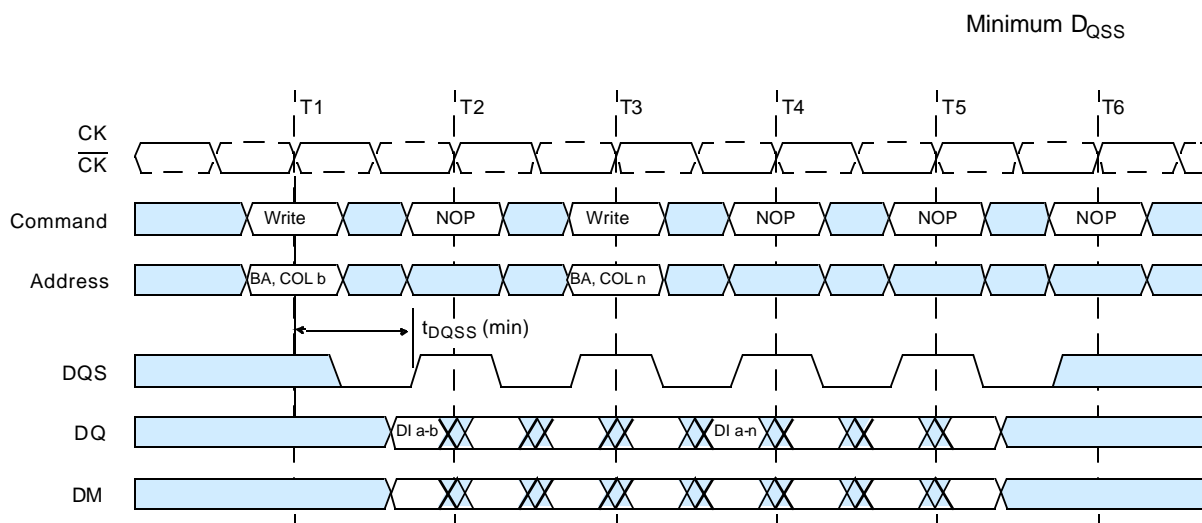 Minimum DQSS
T1 T2 T3 T4 T5 T6
CK
CK
Command Write NOP Write NOP NOP NOP
Address BA, COL b BA, COL n
tDQSS (min)
DQS
DQ DI a-b DI a-n
DM